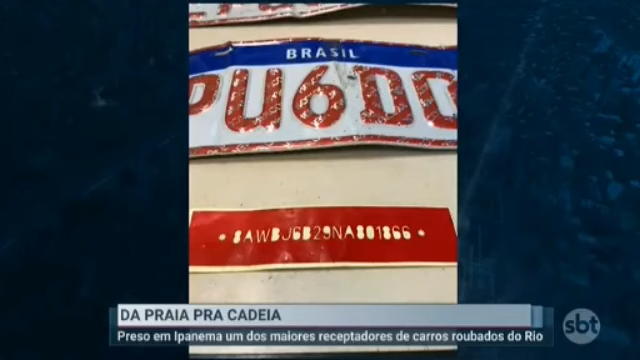 BRASIL
PU6D0
* 8AWBJ6B29NA801866 *
DA PRAIA PRA CADEIA
Preso em Ipanema um dos maiores receptadores de carros roubados do Rio
sbt